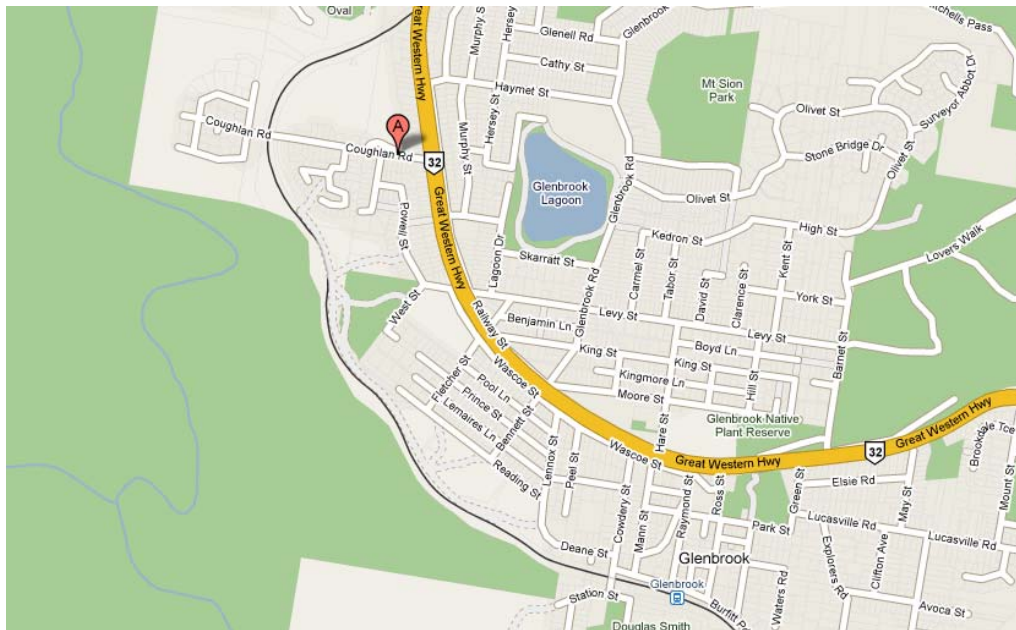 Oval
Great Western Hwy
Murphy St
Hersey St
Glenell Rd
Cathy St
Haymet St
Mt Sion
Park
Mitchells Pass
Surveyor Abbot Dr
Olivet St
Stone Bridge Dr
Olivet St
Coughlan Rd
A
Coughlan Rd
32
Murphy St
Hersey St
Glenbrook
Lagoon
Glenbrook Rd
Olivet St
High St
Kedron St
Lovers Walk
Great Western Hwy
Powell St
Lagoon Dr
Skarratt St
Carmel St
Tabor St
David St
Clarence St
Kent St
York St
West St
Railway St
Benjamin Ln
Glenbrook Rd
Levy St
Levy St
Barnet St
King St
Boyd Ln
King St
Kingmore Ln
Moore St
Hill St
Fletcher St
Pool Ln
Prince St
Lemaires Ln
Reading St
Bennett St
Wascoe St
Glenbrook Native
Plant Reserve
Great Western Hwy
32
Great Western Hwy
Hare St
Wascoe St
Lennox St
Peel St
Cowdery St
Mann St
Raymond St
Ross St
Green St
Elsie Rd
May St
Mount St
Park St
Lucasville Rd
Lucasville Rd
Deane St
Glenbrook
Explorers Rd
Clifton Ave
Glenbrook
Station St
Waters Rd
Avoca St
Douglas Smith